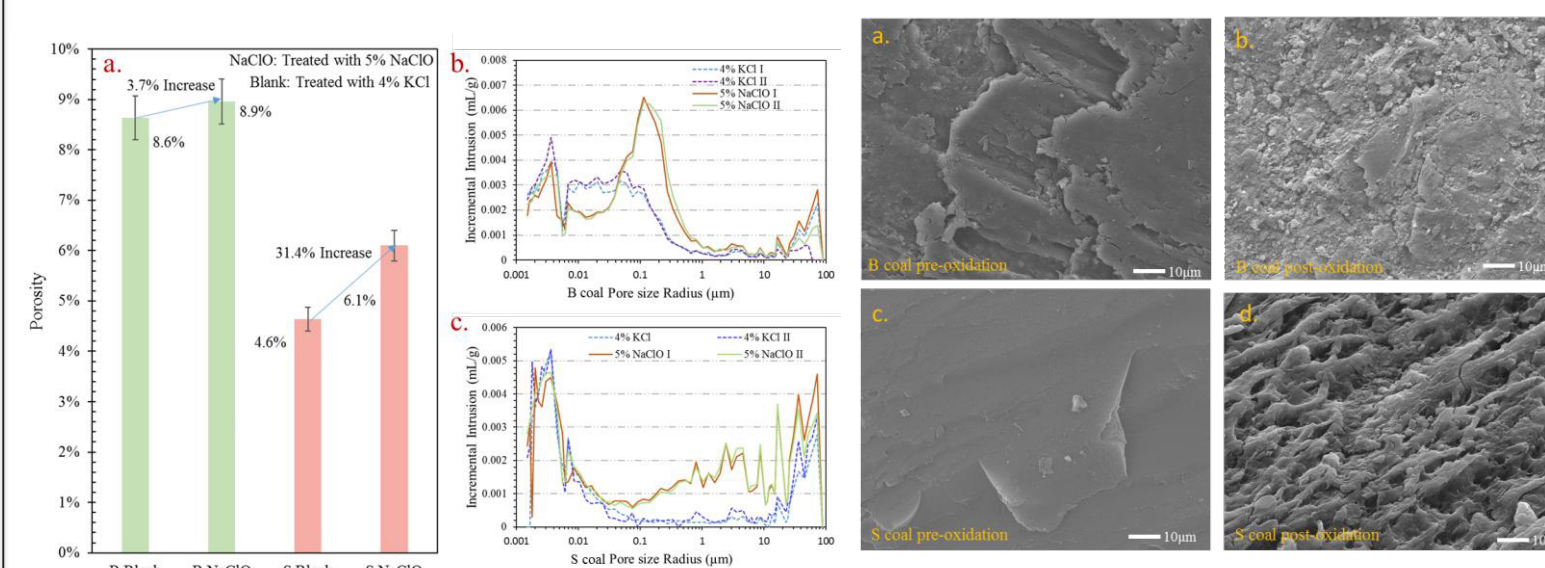 a.
NaClO: Treated with 5% NaClO
Blank: Treated with 4% KCl
10%
9%
8%
7%
6%
5%
4%
3%
2%
1%
0%
Porosity
3.7% Increase
8.6%
8.9%
31.4% Increase
4.6%
6.1%
B Blank
B NaClO
S Blank
S NaClO
b.
0.008
0.007
0.006
0.005
0.004
0.003
0.002
0.001
0
Incremental Intrusion (mL/g)
4% KCl I
4% KCl II
5% NaClO I
5% NaClO II
0.001 0.01 0.1 1 10 100
B coal Pore size Radius (μm)
c.
0.006
0.005
0.004
0.003
0.002
0.001
0
Incremental Intrusion (mL/g)
4% KCl
4% KCl II
5% NaClO I
5% NaClO II
0.001 0.01 0.1 1 10 100
S coal Pore size Radius (μm)
a.
B coal pre-oxidation
10μm
b.
B coal post-oxidation
10μ
c.
S coal pre-oxidation
10μm
d.
S coal post-oxidation
10